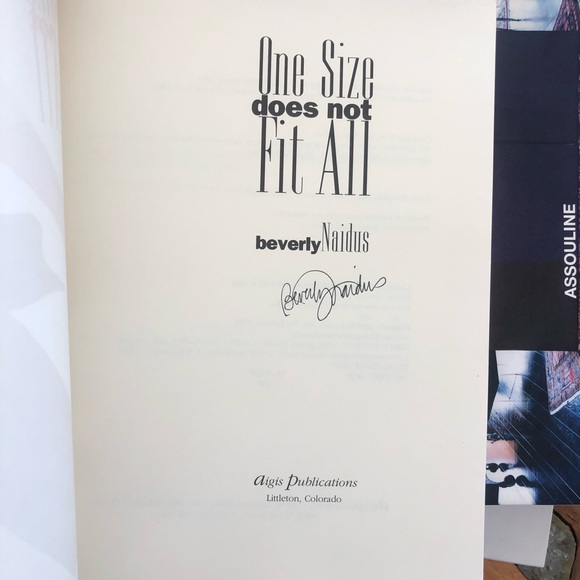 One Size
does not
Fit All
beverly Naidus
Beverly Naidus
aigis Publications
Littleton, Colorado
ASSOULINE